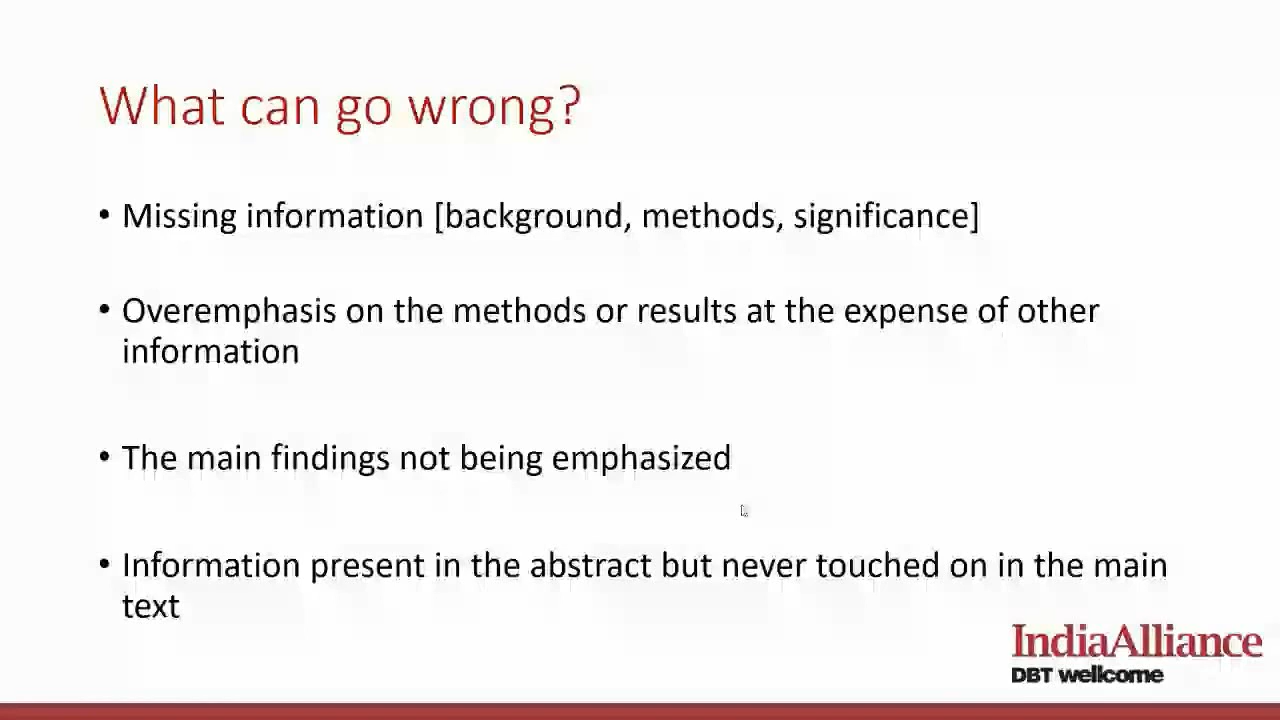 What can go wrong?
• Missing information [background, methods, significance]
• Overemphasis on the methods or results at the expense of other
information
• The main findings not being emphasized
• Information present in the abstract but never touched on in the main
text
IndiaAlliance
DBT wellcome